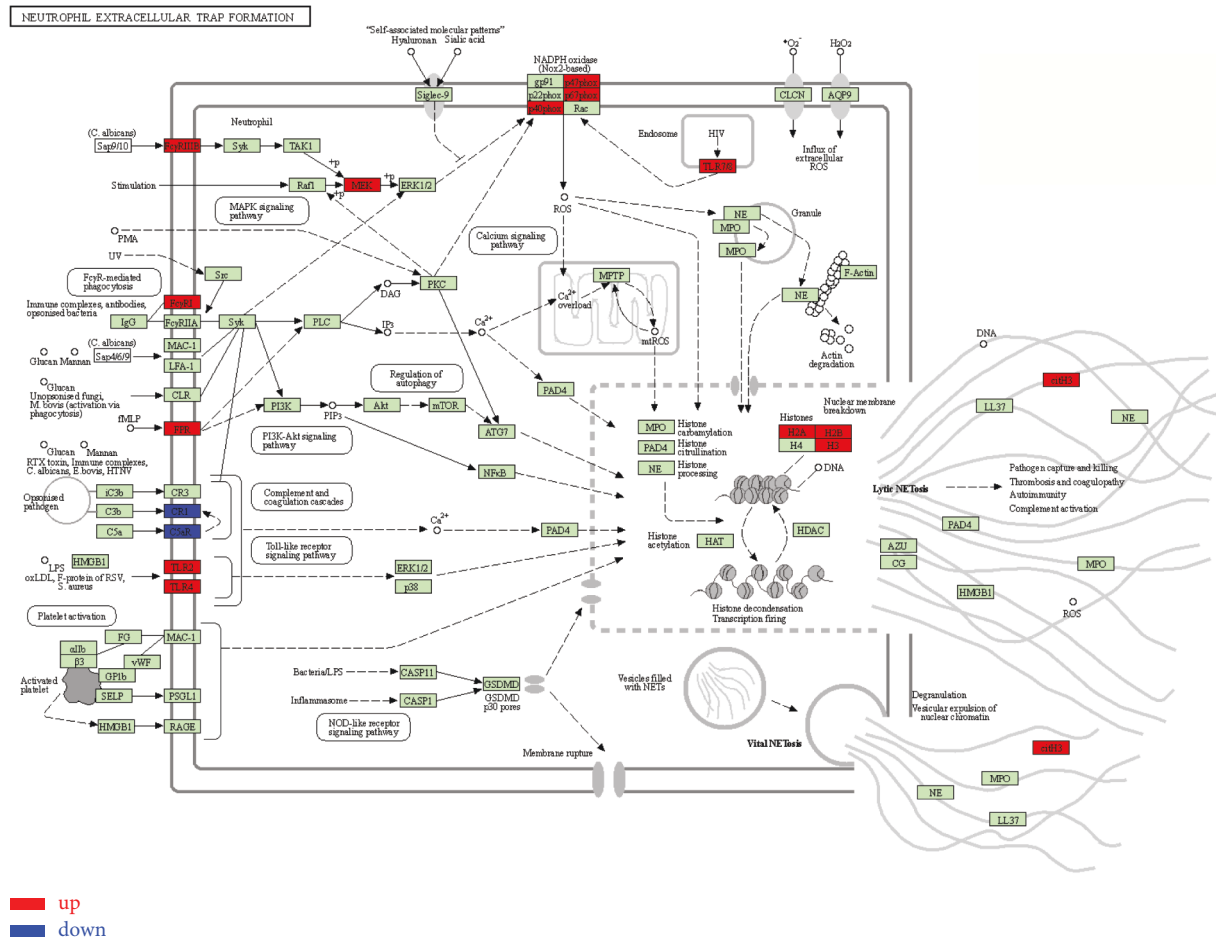 NEUTROPHIL EXTRACELLULAR TRAP FORMATION
"Self-associated molecular patterns"
Hyaluronan Sialic acid
Siglec-9
NADPH oxidase
(Nox2-based)
gp91 p47phox
p22phox p67phox
p40phox Rac
•O2- H2O2
CLCN AQP9
Influx of
extracellular
ROS
Neutrophil
(C. albicans)
Sap9/10
FcγRIIIB
Syk
TAK1
+p
Stimulation
Raf1
MEK
+p
ERK1/2
+p
Endosome
HIV
TLR7/8
MAPK signaling
pathway
PMA
UV
Src
PKC
DAG
Calcium signaling
pathway
ROS
NE
MPO
MPO
Granule
NE
F-Actin
Actin
degradation
FcγR-mediated
phagocytosis
Immune complexes, antibodies,
opsonised bacteria
FcγRI
IgG
FcγRIIA
Syk
PLC
IP3
Ca2+
Ca2+
overload
MPTP
mtROS
(C. albicans)
Glucan Mannan
Sap4/6/9
MAC-1
LFA-1
Glucan
Unopsonised fungi,
M. bovis (activation via
phagocytosis)
CLR
fMLP
FPR
PI3K
PIP3
Akt
mTOR
Regulation of
autophagy
PI3K-Akt signaling
pathway
ATG7
NFκB
PAD4
Glucan Mannan
RTX toxin, Immune complexes,
C. albicans, E.bovis, HTNV
Opsonised
pathogen
iC3b
CR3
C3b
CR1
C5a
C5aR
Complement and
coagulation cascades
Ca2+
PAD4
Toll-like receptor
signaling pathway
LPS
HMGB1
oxLDL, F-protein of RSV,
S. aureus
TLR2
TLR4
ERK1/2
p38
Platelet activation
FG
MAC-1
αIIb
β3
vWF
GP1b
Activated
platelet
SELP
PSGL1
HMGB1
RAGE
Bacteria/LPS
CASP11
Inflammasome
CASP1
GSDMD
GSDMD
p30 pores
NOD-like receptor
signaling pathway
Membrane rupture
Nuclear membrane
breakdown
MPO
Histone
carbamylation
PAD4
Histone
citrullination
NE
Histone
processing
Histones
H2A H2B
H4 H3
DNA
Histone
acetylation
HAT
HDAC
Histone decondensation
Transcription firing
Vesicles filled
with NETs
Vital NETosis
Degranulation
Vesicular expulsion of
nuclear chromatin
DNA
citH3
LL37
NE
Lytic NETosis
Pathogen capture and killing
Thrombosis and coagulopathy
Autoimmunity
Complement activation
PAD4
AZU
CG
MPO
HMGB1
ROS
citH3
MPO
NE
LL37
up
down